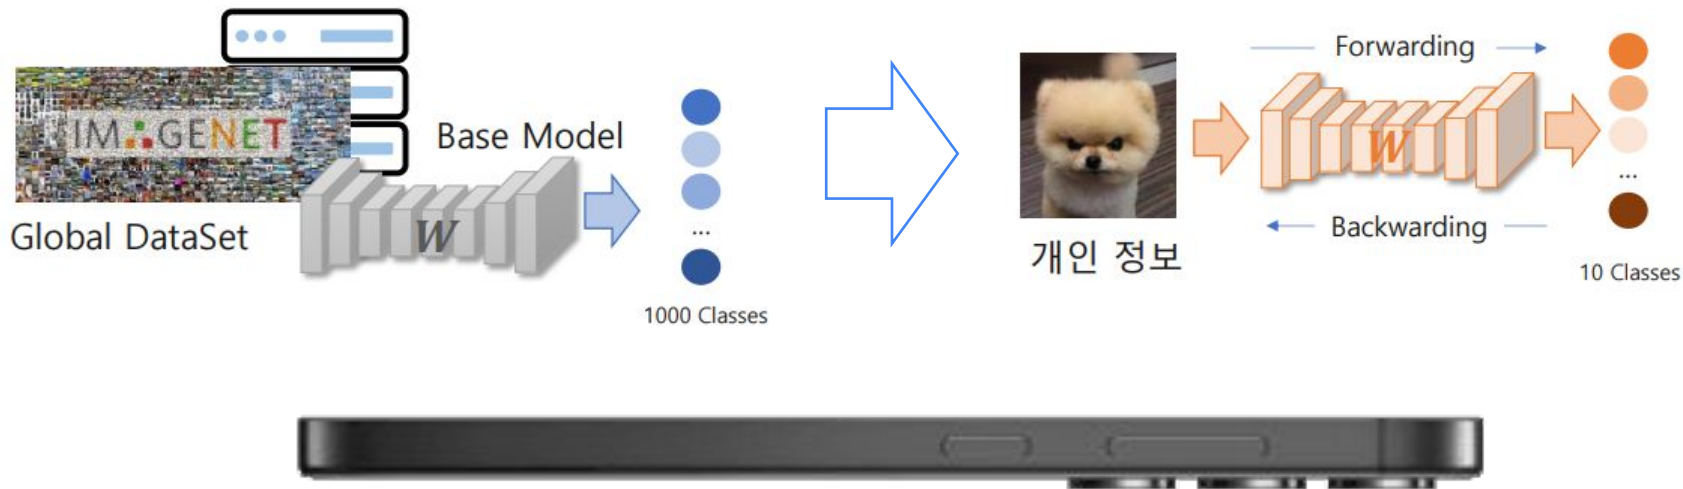 IMAGENET
Global DataSet
Base Model
W
...
1000 Classes
개인 정보
Forwarding
W
Backwarding
...
10 Classes